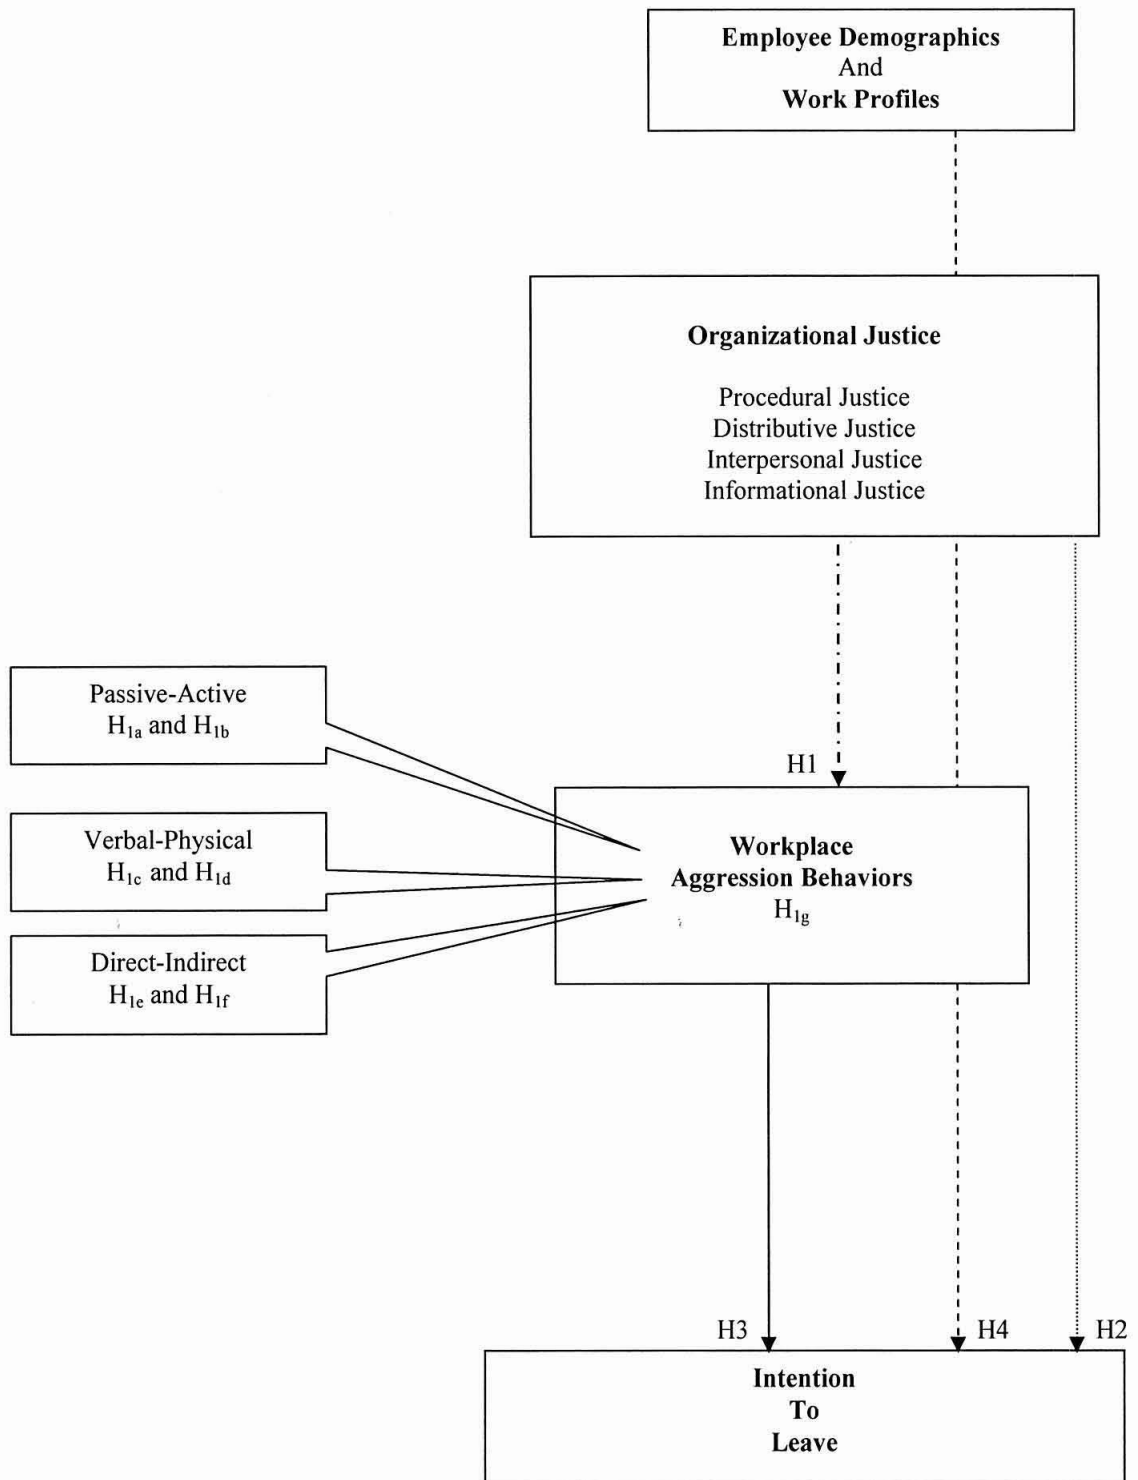 Employee Demographics
And
Work Profiles
Organizational Justice
Procedural Justice
Distributive Justice
Interpersonal Justice
Informational Justice
H1
Passive-Active
H1a and H1b
Verbal-Physical
H1c and H1d
Direct-Indirect
H1e and H1f
Workplace
Aggression Behaviors
H1g
H3
H4
H2
Intention
To
Leave